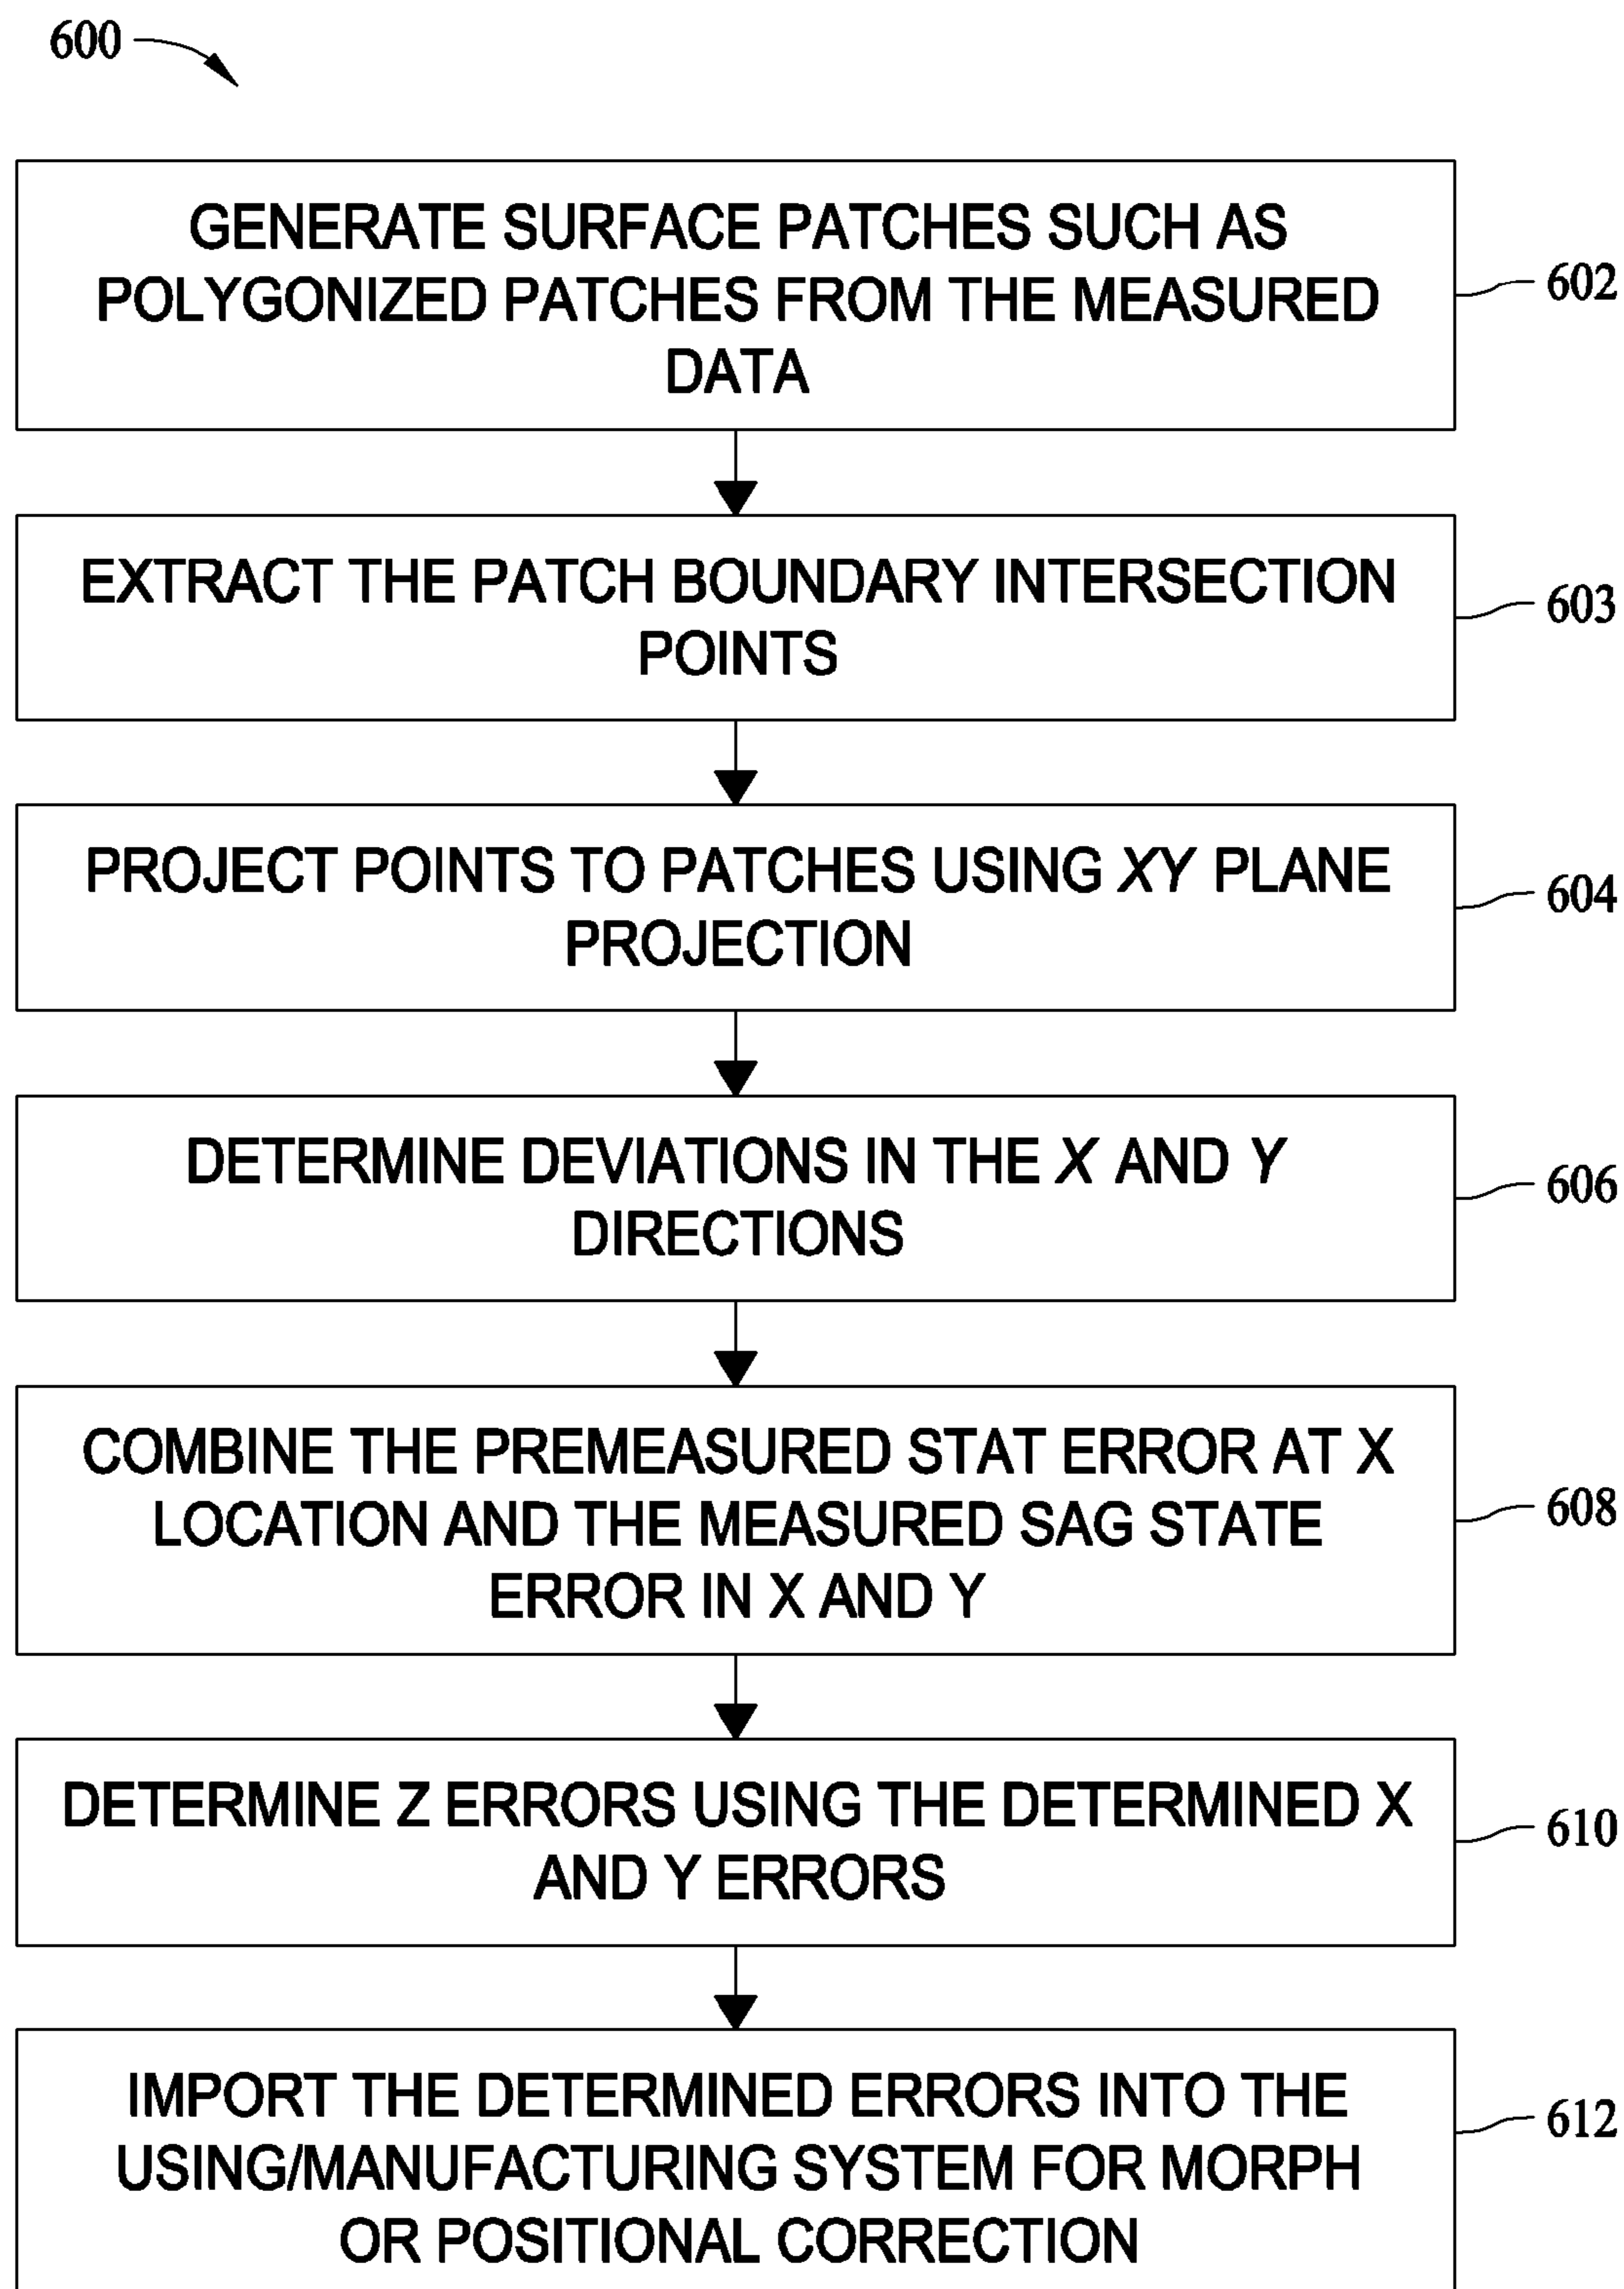 600
GENERATE SURFACE PATCHES SUCH AS
POLYGONIZED PATCHES FROM THE MEASURED
DATA
602
EXTRACT THE PATCH BOUNDARY INTERSECTION
POINTS
603
PROJECT POINTS TO PATCHES USING XY PLANE
PROJECTION
604
DETERMINE DEVIATIONS IN THE X AND Y
DIRECTIONS
606
COMBINE THE PREMEASURED STAT ERROR AT X
LOCATION AND THE MEASURED SAG STATE
ERROR IN X AND Y
608
DETERMINE Z ERRORS USING THE DETERMINED X
AND Y ERRORS
610
IMPORT THE DETERMINED ERRORS INTO THE
USING/MANUFACTURING SYSTEM FOR MORPH
OR POSITIONAL CORRECTION
612